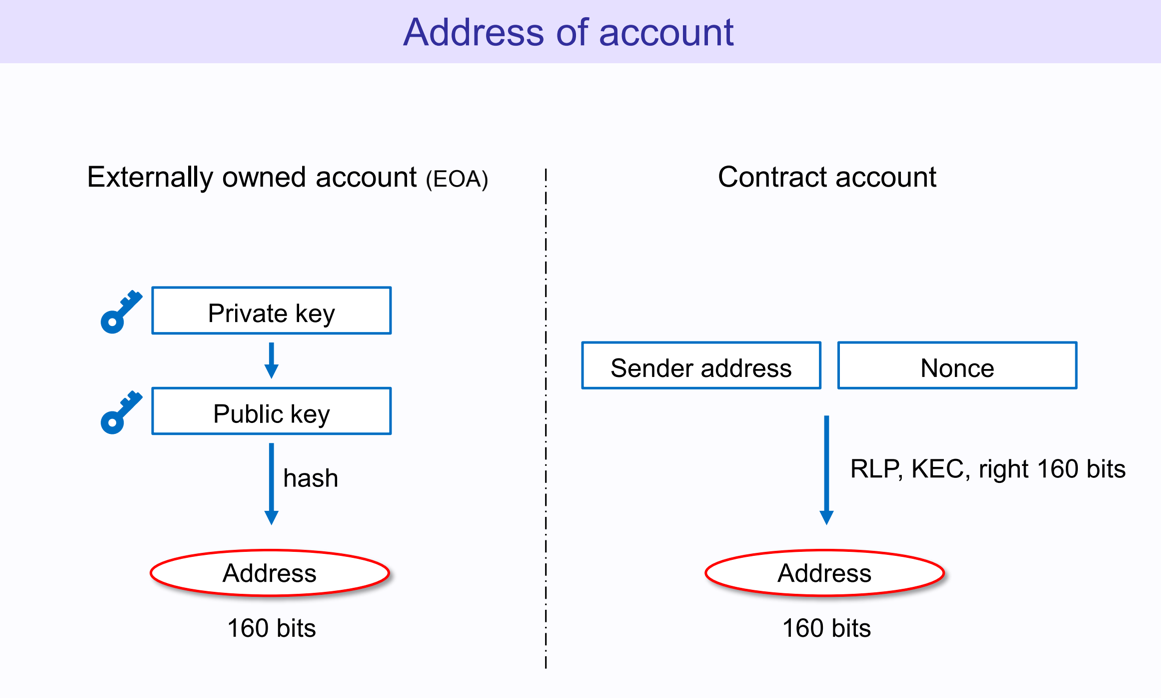 Address of account
Externally owned account (EOA)
Private key
Public key
hash
Address
160 bits
Contract account
Sender address
Nonce
RLP, KEC, right 160 bits
Address
160 bits